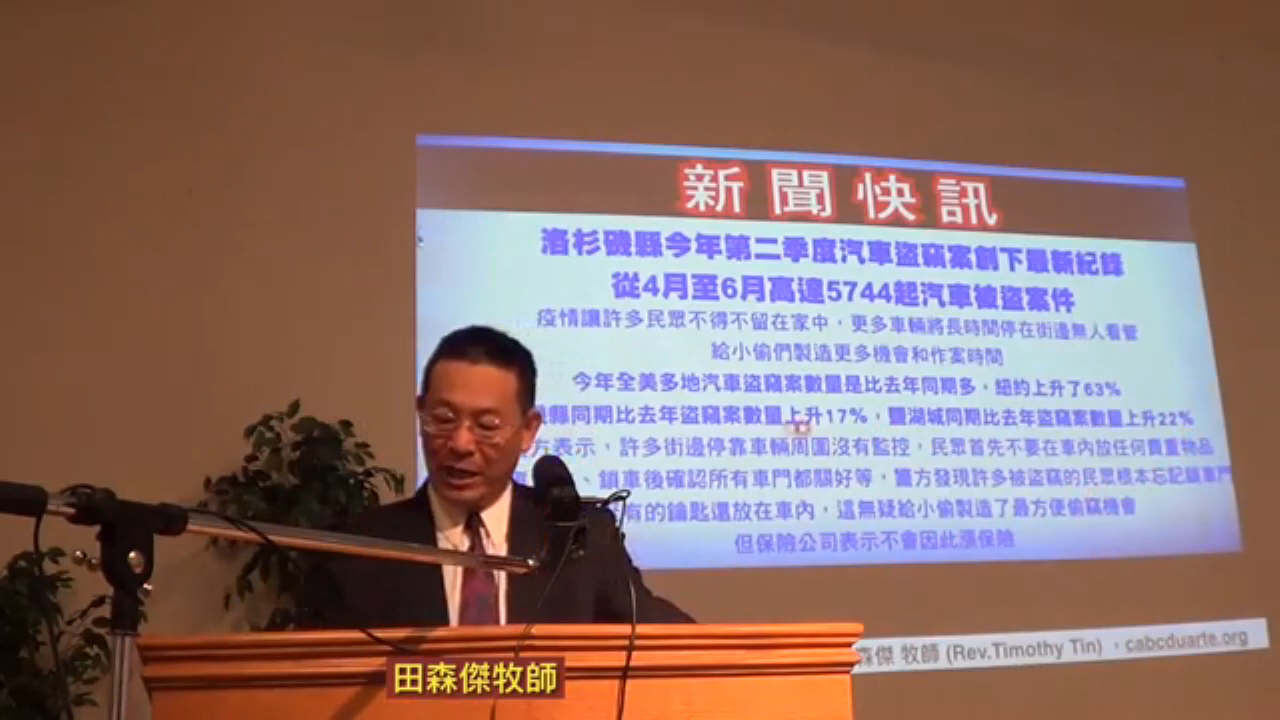 新聞快訊
洛杉磯縣今年第二季度汽車盜竊案創下最新紀錄
從4月至6月高達5744起汽車被盜案件
疫情讓許多民眾不得不留在家中，更多車輛將長時間停在街邊無人看管
給小偷們製造更多機會和作案時間
今年全美多地汽車盜竊案數量是比去年同期多，紐約上升了63%
縣同期比去年盜竊案數量上升17%，鹽湖城同期比去年盜竊案數量上升22%
方表示，許多街邊停靠車輛周圍沒有監控，民眾首先不要在車內放任何貴重物品
、鎖車後確認所有車門都關好等，警方發現許多被盜竊的民眾根本忘記鎖車門
有的鑰匙還放在車內，這無疑給小偷製造了最方便偷竊機會
但保險公司表示不會因此漲保險
森傑 牧師 (Rev.Timothy Tin) ，cabcduarte.org
田森傑牧師